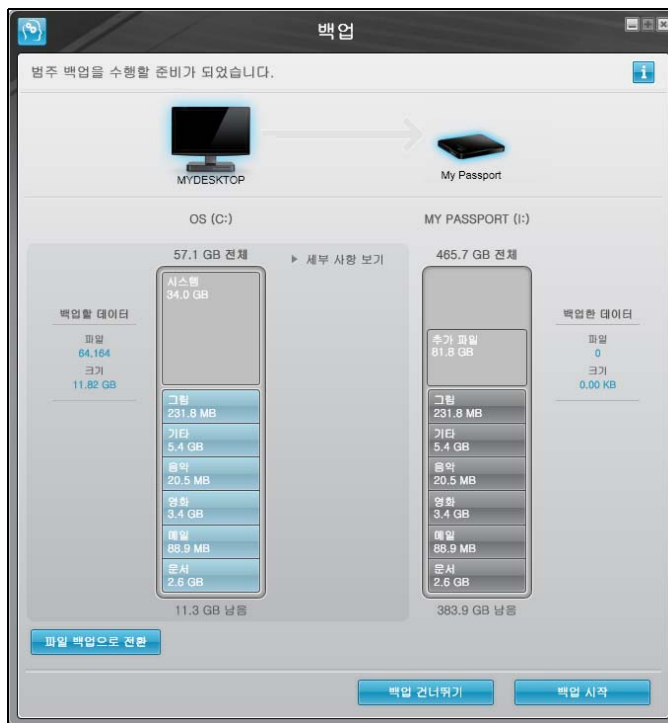 백업
범주 백업을 수행할 준비가 되었습니다.
MYDESKTOP
My Passport
OS (C:)
MY PASSPORT (I:)
57.1 GB 전체
세부 사항 보기
465.7 GB 전체
백업할 데이터
파일
64,164
크기
11.82 GB
시스템
34.0 GB
그림
231.8 MB
기타
5.4 GB
음악
20.5 MB
영화
3.4 GB
메일
88.9 MB
문서
2.6 GB
11.3 GB 남음
추가 파일
81.8 GB
그림
231.8 MB
기타
5.4 GB
음악
20.5 MB
영화
3.4 GB
메일
88.9 MB
문서
2.6 GB
383.9 GB 남음
백업한 데이터
파일
0
크기
0.00 KB
파일 백업으로 전환
백업 건너뛰기
백업 시작